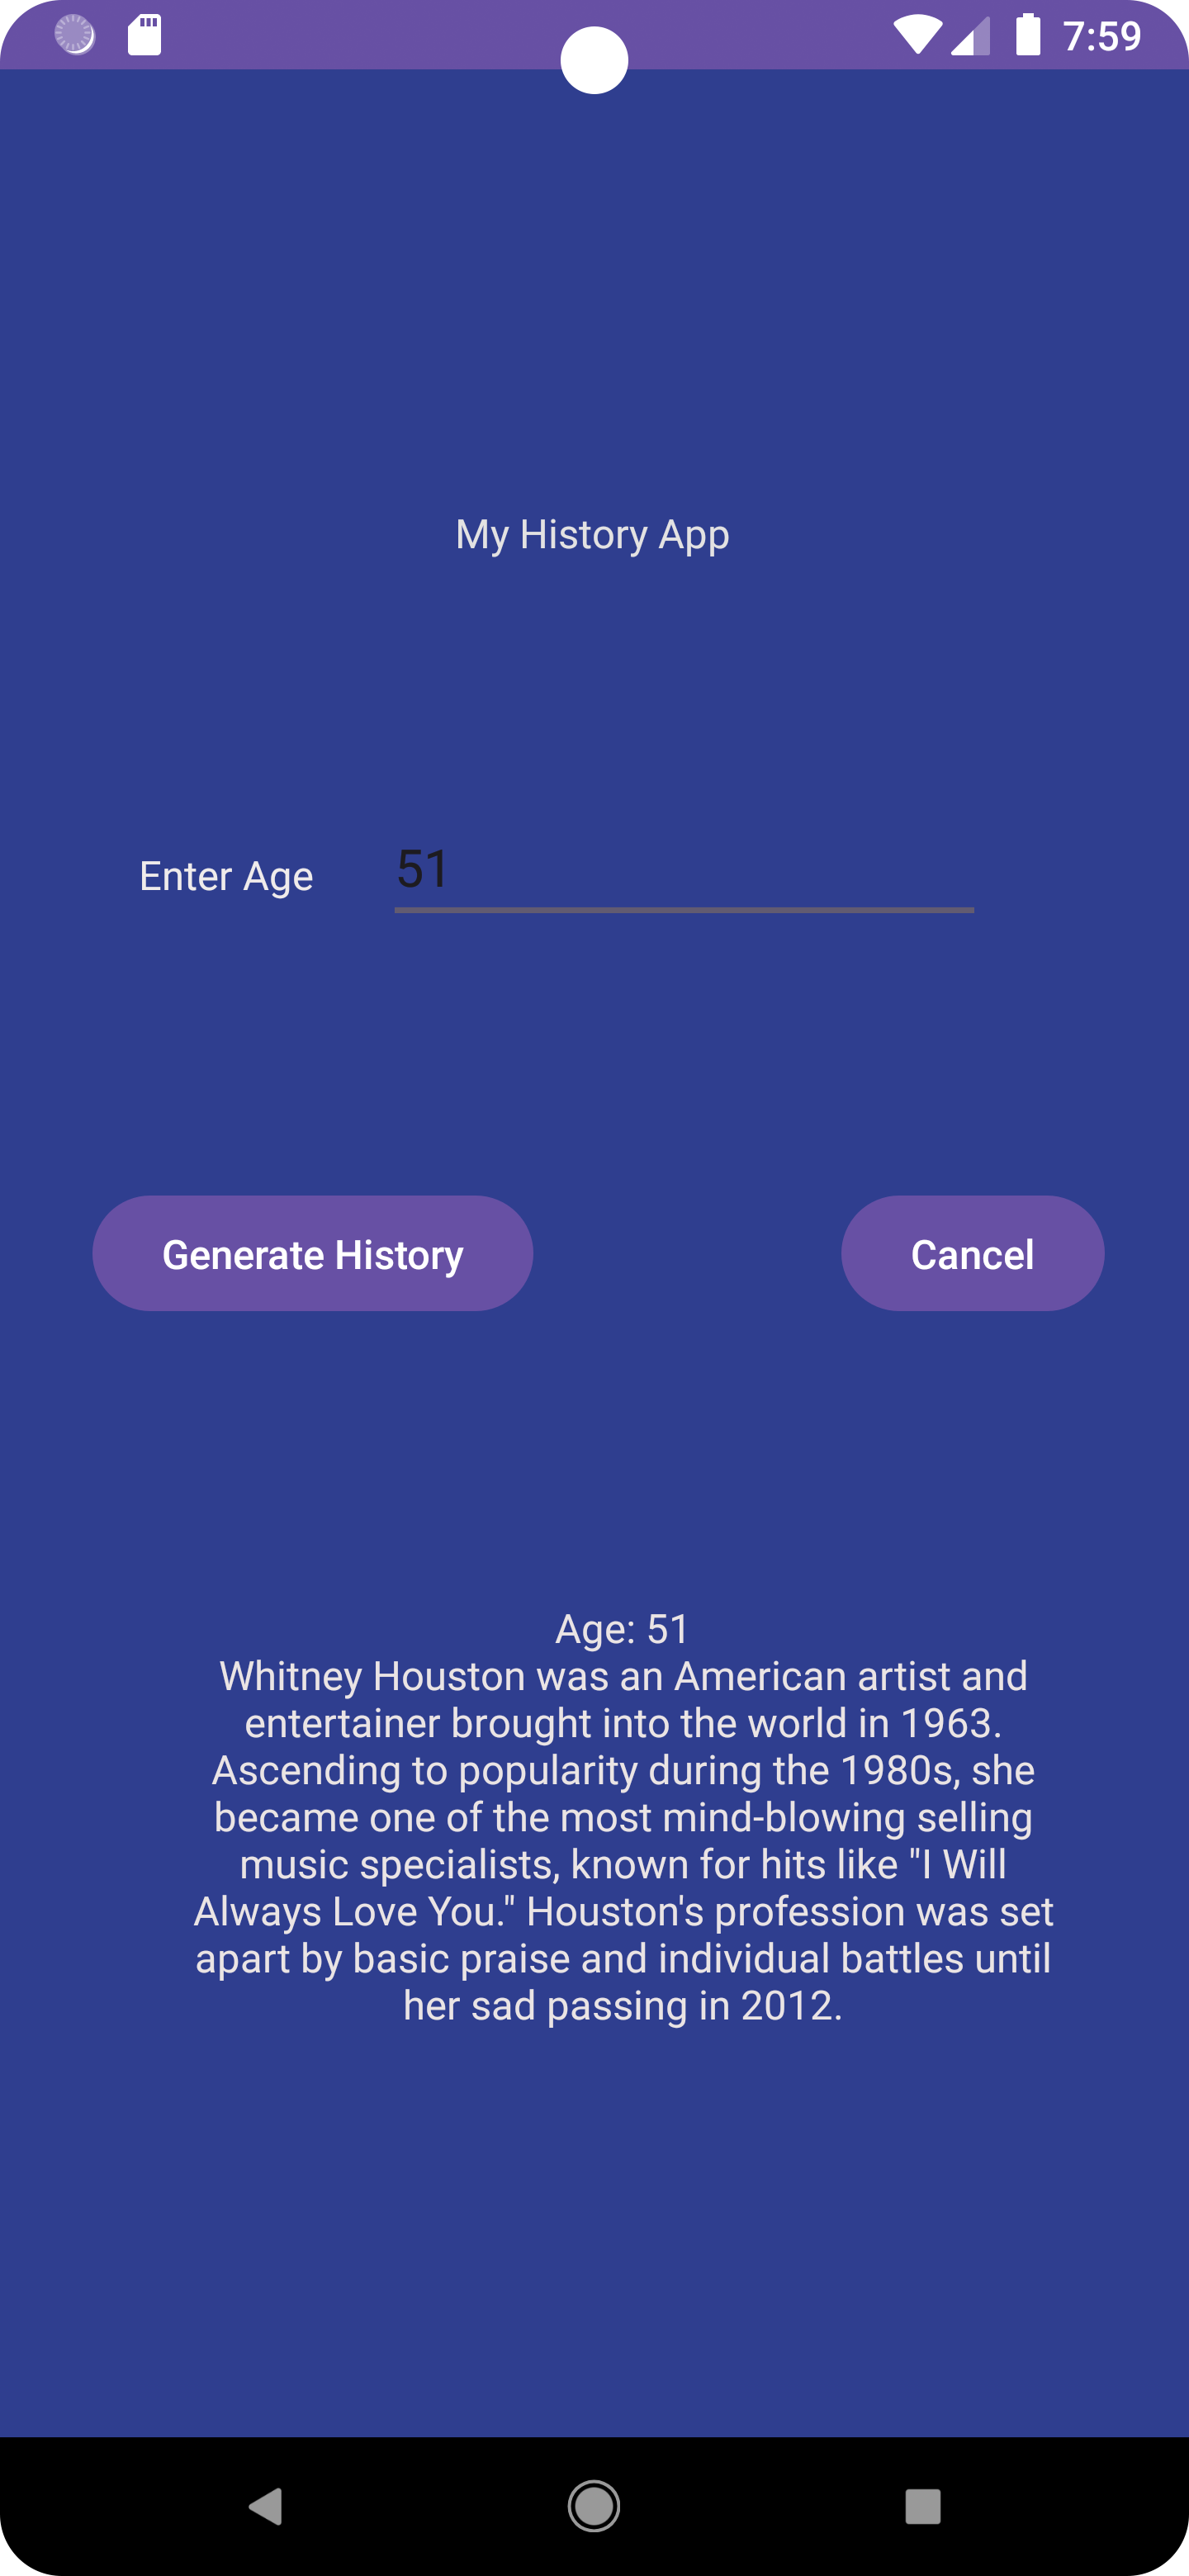 7:59
My History App
Enter Age
51
Generate History
Cancel
Age: 51
Whitney Houston was an American artist and
entertainer brought into the world in 1963.
Ascending to popularity during the 1980s, she
became one of the most mind-blowing selling
music specialists, known for hits like "I Will
Always Love You." Houston's profession was set
apart by basic praise and individual battles until
her sad passing in 2012.